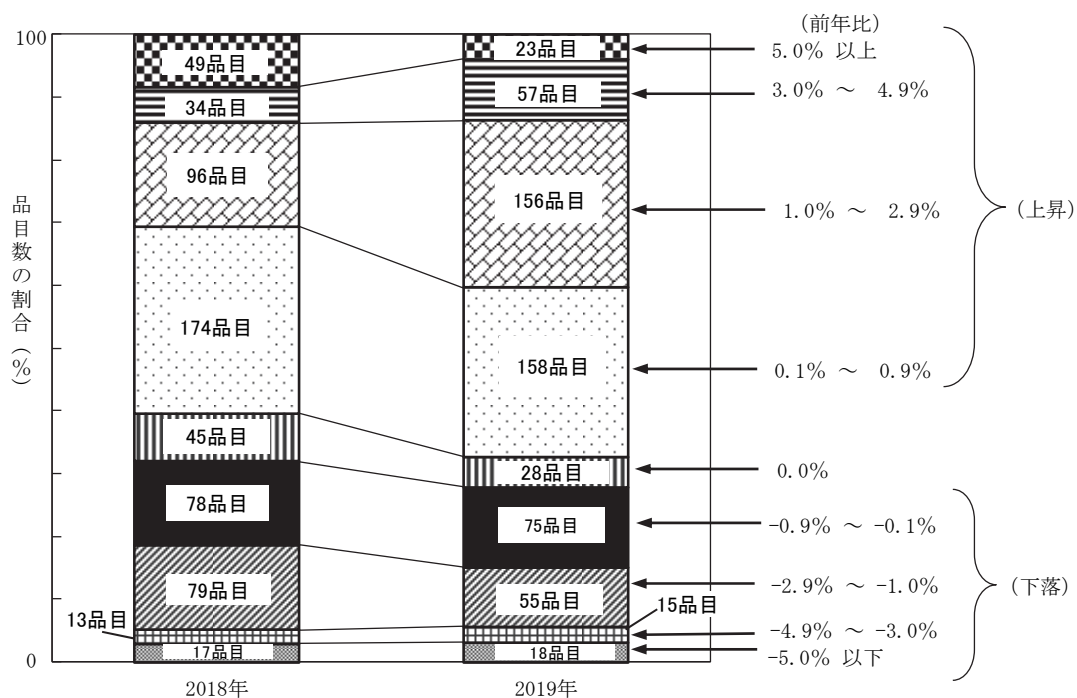 (前年比)
100
49品目
23品目
5.0% 以上
34品目
57品目
3.0% ~ 4.9%
96品目
156品目
1.0% ~ 2.9%
(上昇)
品目数の割合(%)
174品目
158品目
0.1% ~ 0.9%
45品目
28品目
0.0%
78品目
75品目
-0.9% ~ -0.1%
79品目
55品目
-2.9% ~ -1.0%
(下落)
13品目
15品目
-4.9% ~ -3.0%
17品目
18品目
-5.0% 以下
0
2018年
2019年